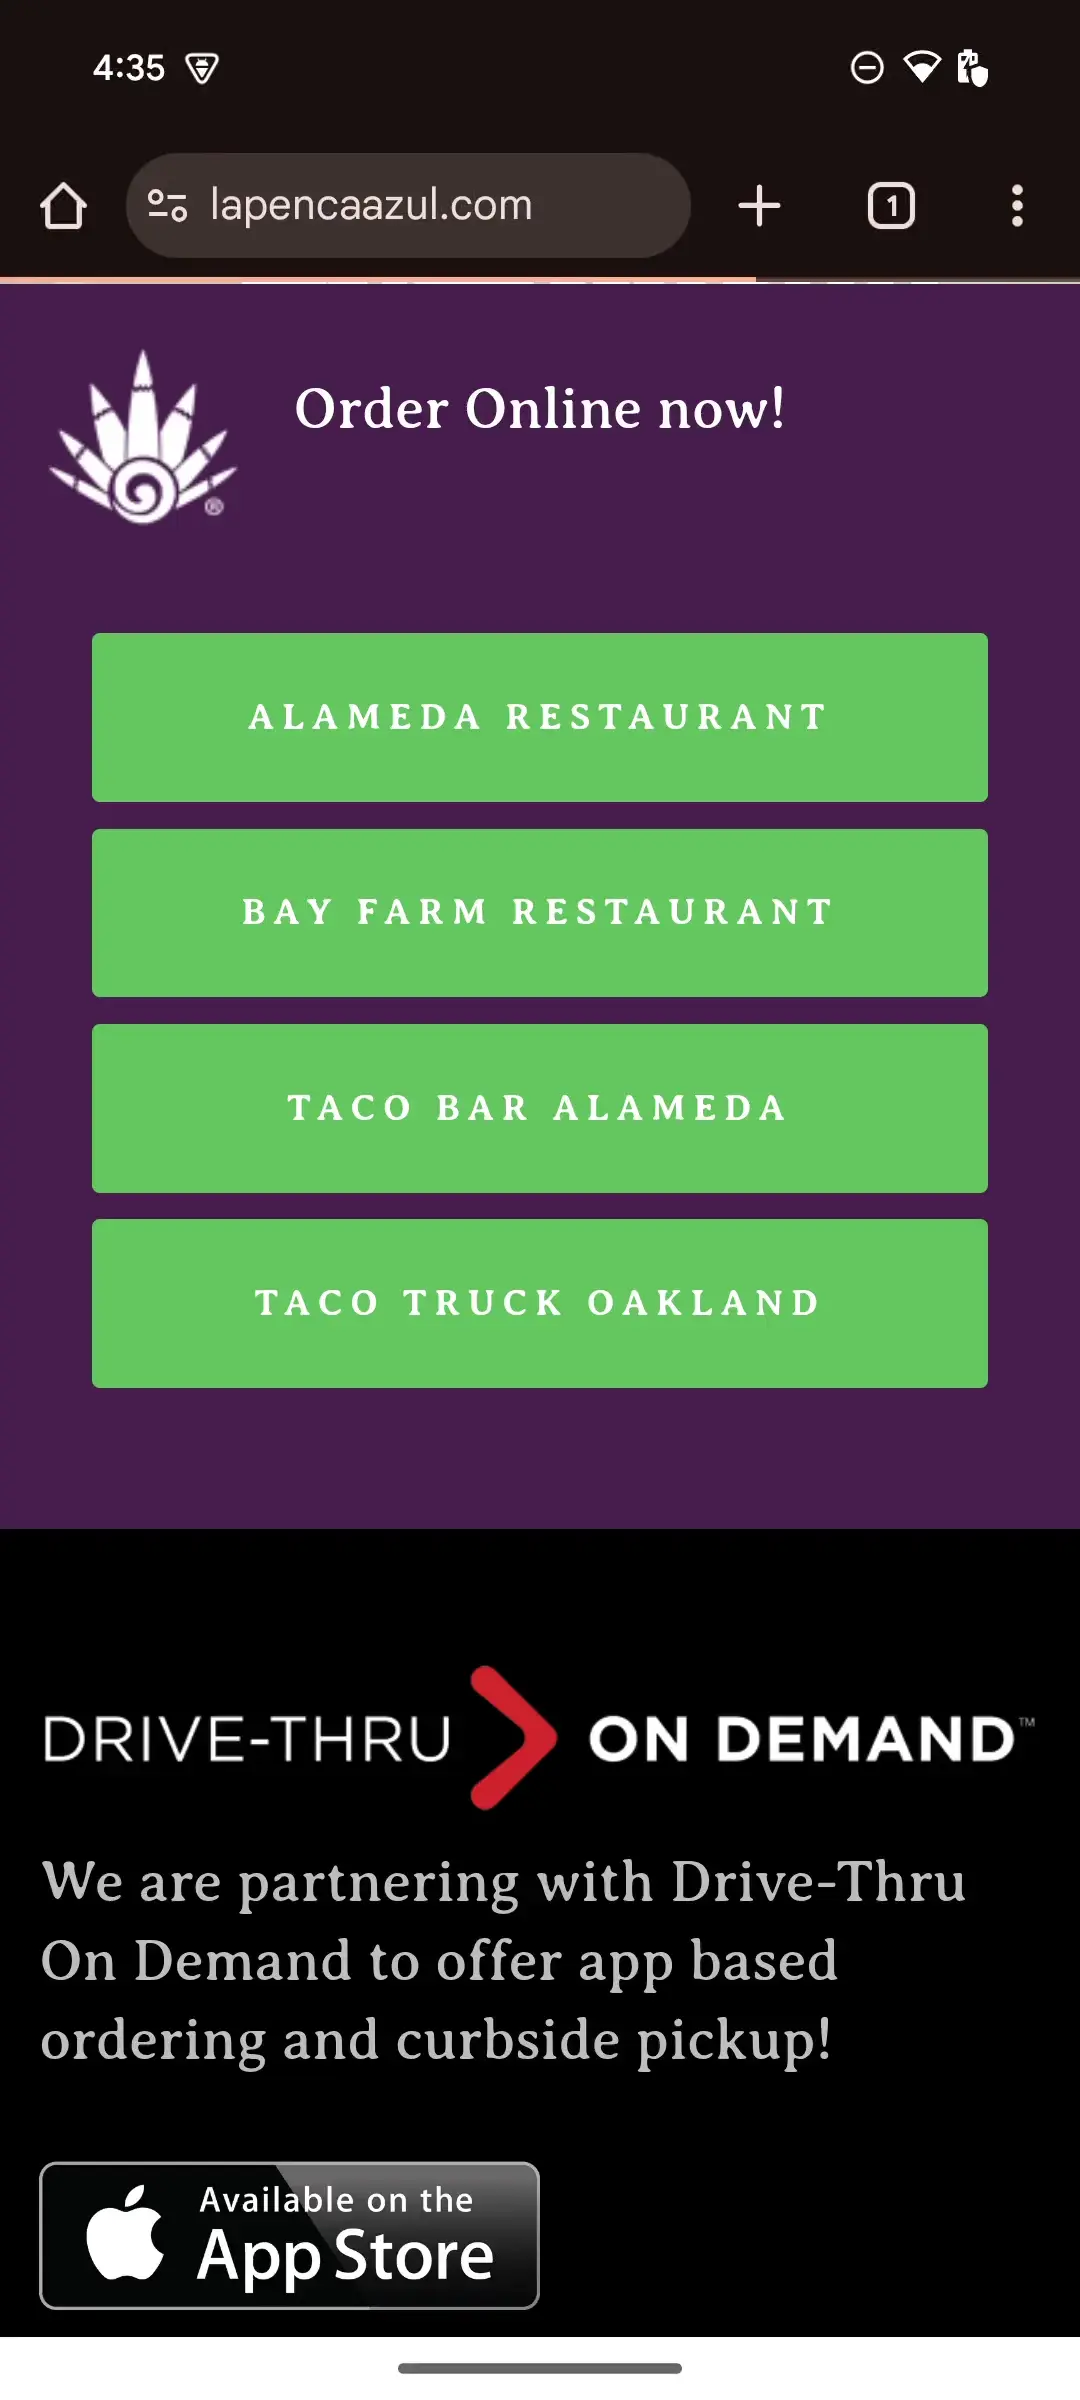 4:35
lapencaazul.com
1
Order Online now!
®
ALAMEDA RESTAURANT
BAY FARM RESTAURANT
TACO BAR ALAMEDA
TACO TRUCK OAKLAND
DRIVE-THRU ON DEMAND™
We are partnering with Drive-Thru
On Demand to offer app based
ordering and curbside pickup!
Available on the
App Store